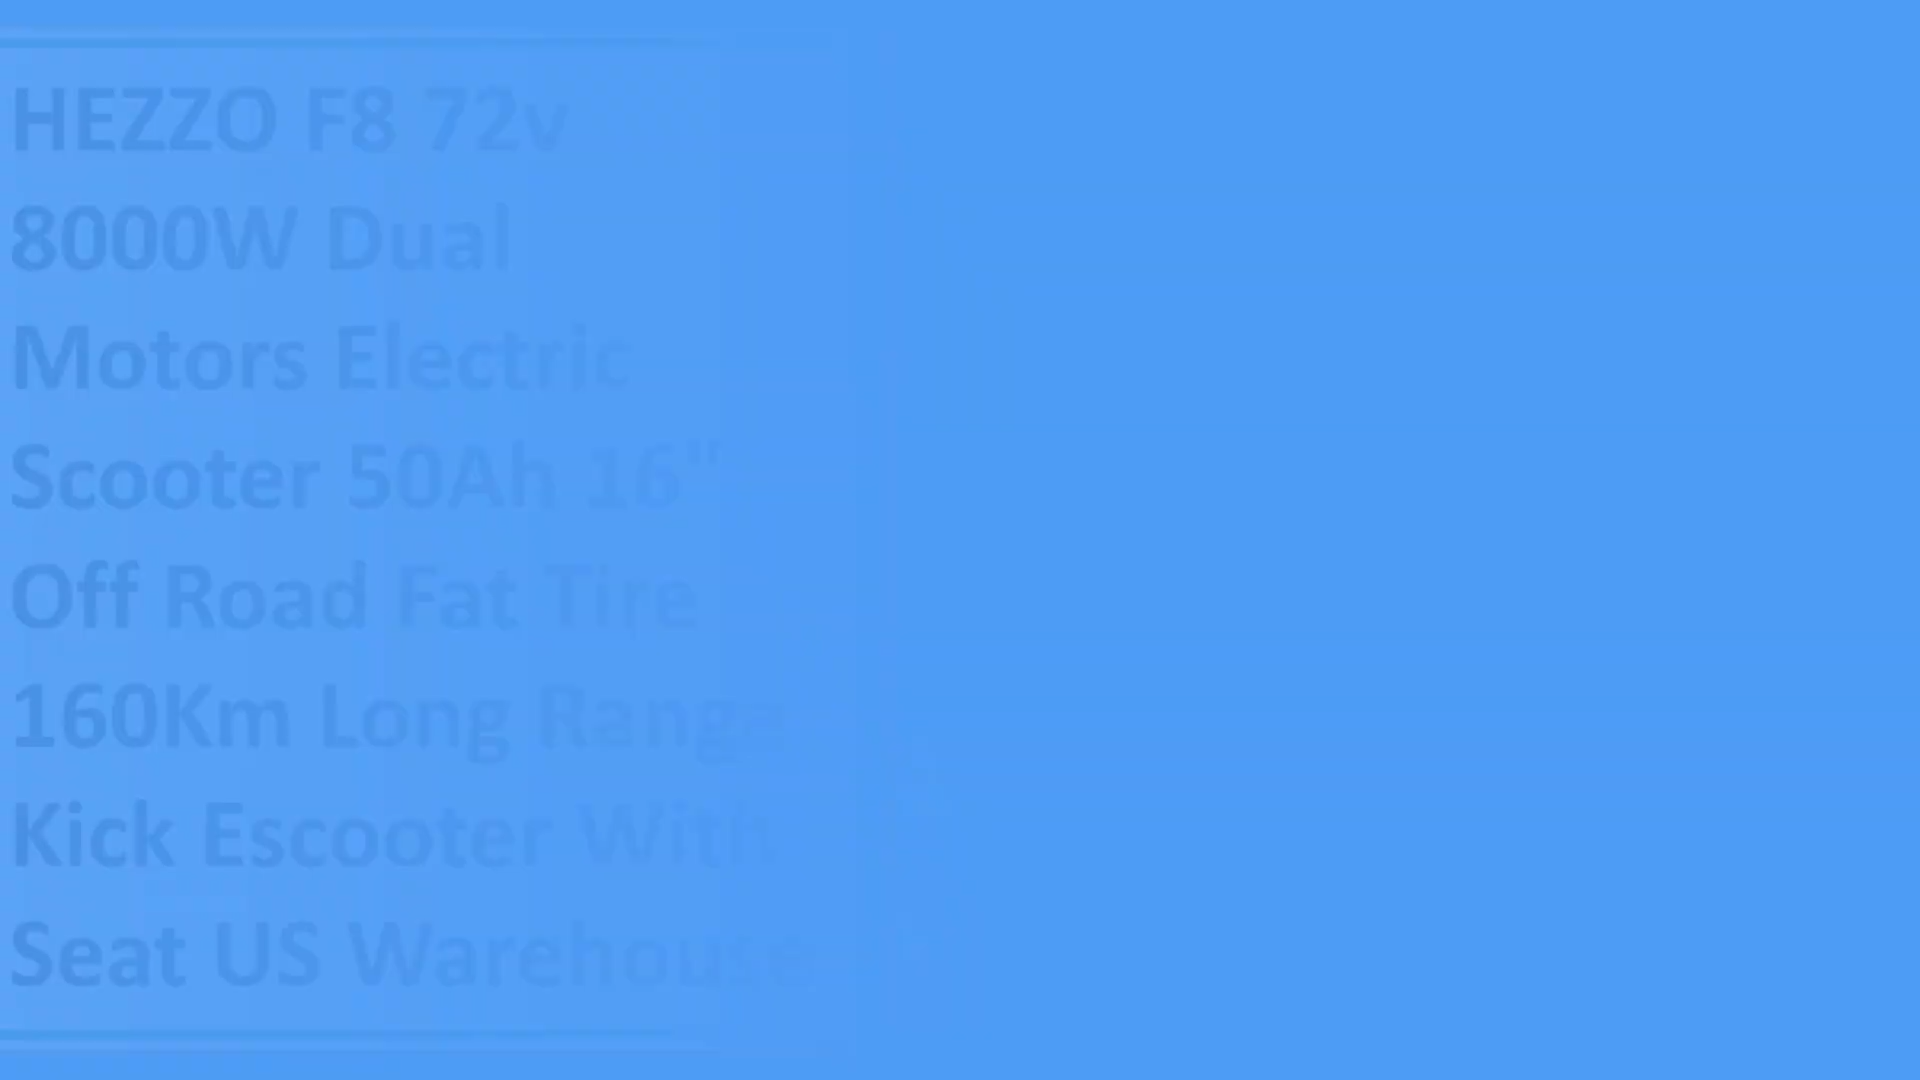 HEZZO F8 72v
8000W Dual
Motors Electric
Scooter 50Ah 16"
Off Road Fat Tire
160Km Long Range
Kick Escooter With
Seat US Warehouse